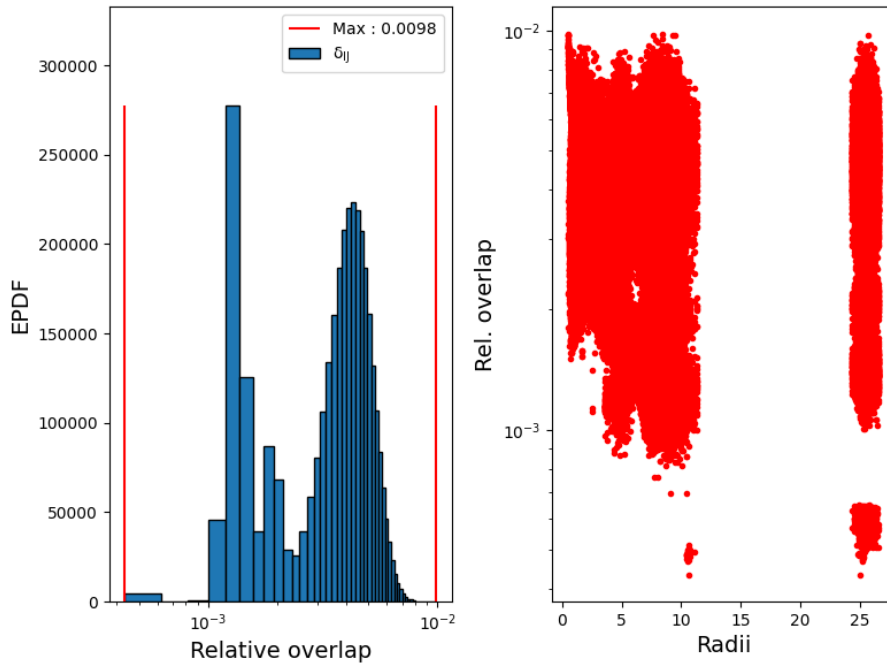 Max : 0.0098
δIJ
300000
250000
200000
150000
100000
50000
0
EPDF
10⁻³
10⁻²
Relative overlap
10⁻²
10⁻³
Rel. overlap
0
5
10
15
20
25
Radii